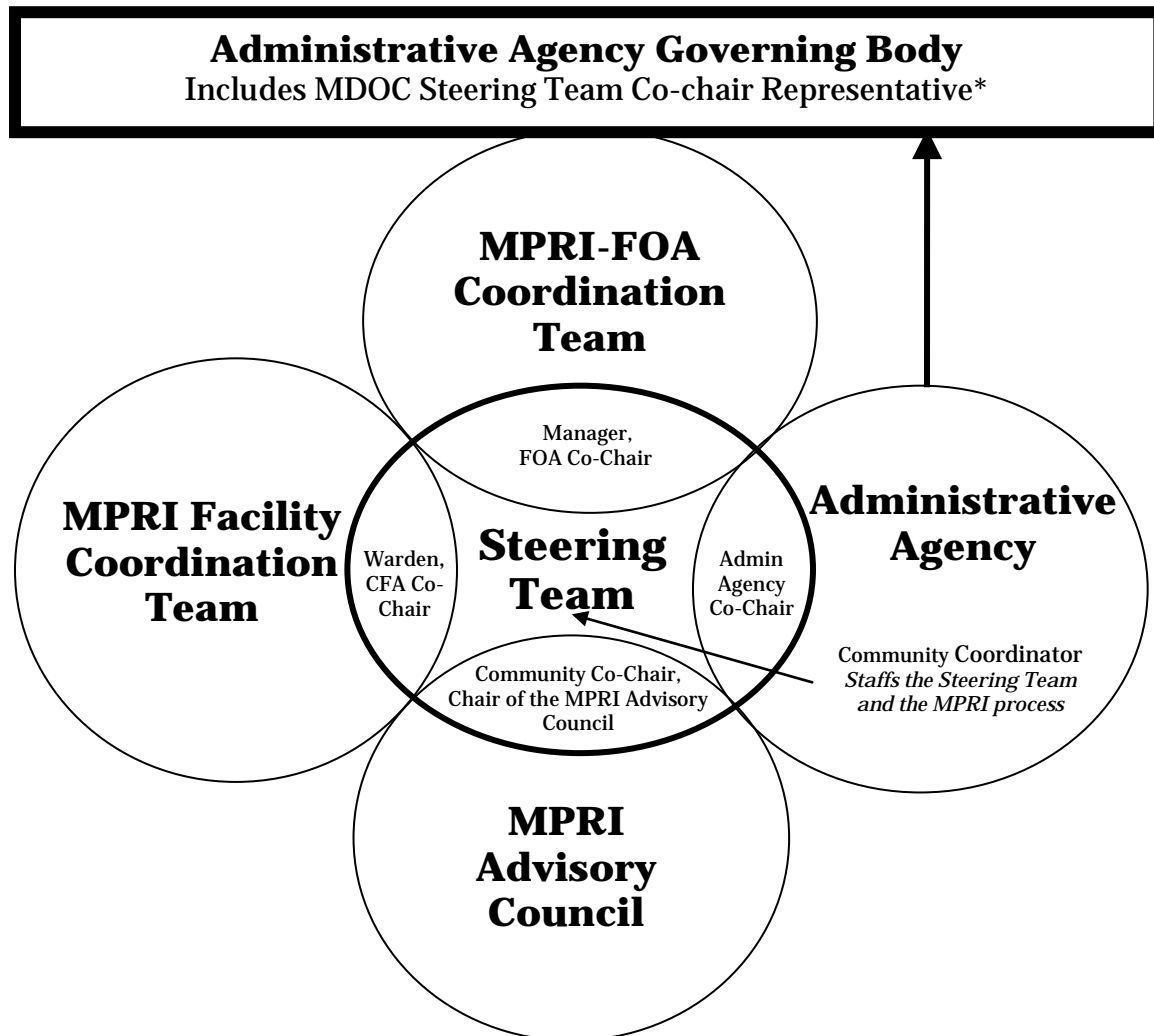 Administrative Agency Governing Body
Includes MDOC Steering Team Co-chair Representative*
MPRI-FOA
Coordination
Team
Manager,
FOA Co-Chair
MPRI Facility
Coordination
Team
Warden,
CFA Co-
Chair
Steering
Team
Admin
Agency
Co-Chair
Administrative
Agency
Community Coordinator
Staffs the Steering Team
and the MPRI process
Community Co-Chair,
Chair of the MPRI Advisory
Council
MPRI
Advisory
Council